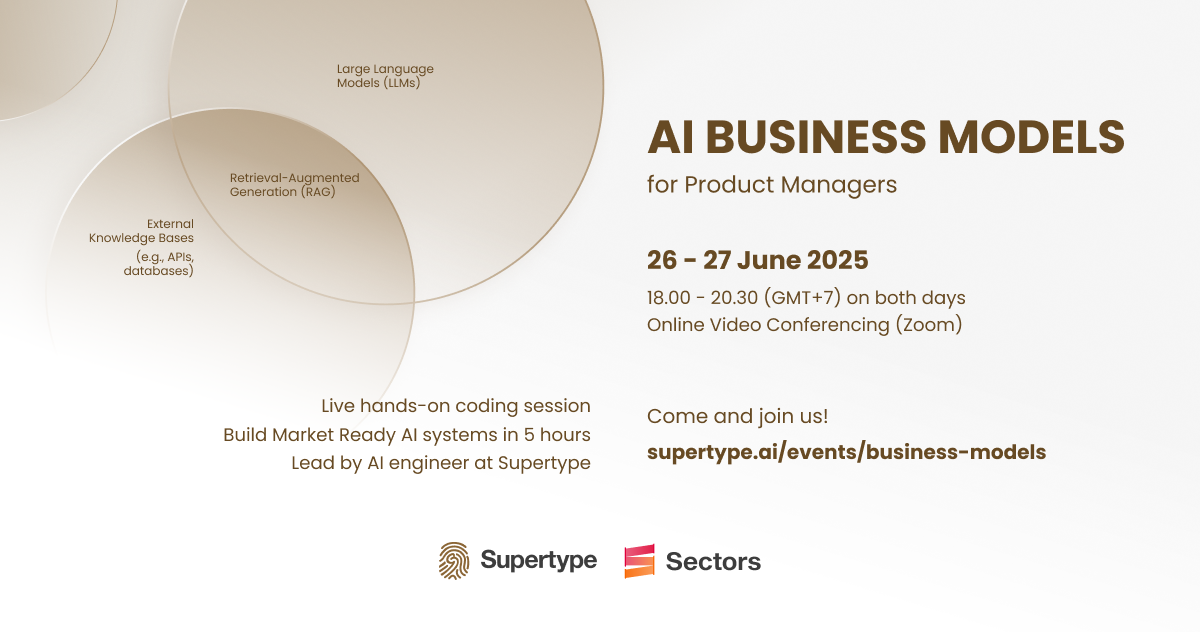 Large Language
Models (LLMs)
Retrieval-Augmented
Generation (RAG)
External
Knowledge Bases
(e.g., APIs,
databases)
AI BUSINESS MODELS
for Product Managers
26 - 27 June 2025
18.00 - 20.30 (GMT+7) on both days
Online Video Conferencing (Zoom)
Live hands-on coding session
Build Market Ready AI systems in 5 hours
Lead by AI engineer at Supertype
Come and join us!
supertype.ai/events/business-models
Supertype
Sectors